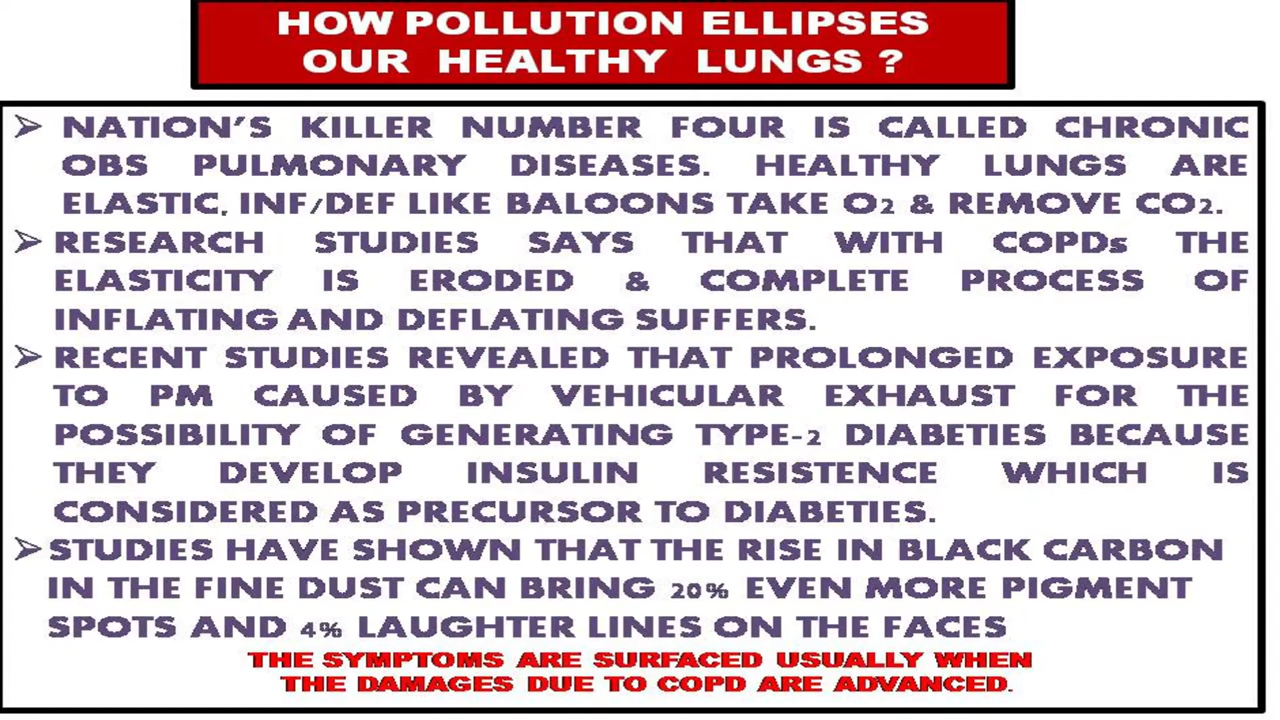 HOW POLLUTION ELLIPSES
OUR HEALTHY LUNGS ?
➢ NATION'S KILLER NUMBER FOUR IS CALLED CHRONIC
OBS PULMONARY DISEASES. HEALTHY LUNGS ARE
ELASTIC, INF/DEF LIKE BALOONS TAKE O2 & REMOVE CO2.
➢ RESEARCH STUDIES SAYS THAT WITH COPDs THE
ELASTICITY IS ERODED & COMPLETE PROCESS OF
INFLATING AND DEFLATING SUFFERS.
➢ RECENT STUDIES REVEALED THAT PROLONGED EXPOSURE
TO PM CAUSED BY VEHICULAR EXHAUST FOR THE
POSSIBILITY OF GENERATING TYPE-2 DIABETIES BECAUSE
THEY DEVELOP INSULIN RESISTENCE WHICH IS
CONSIDERED AS PRECURSOR TO DIABETIES.
➢ STUDIES HAVE SHOWN THAT THE RISE IN BLACK CARBON
IN THE FINE DUST CAN BRING 20% EVEN MORE PIGMENT
SPOTS AND 4% LAUGHTER LINES ON THE FACES
THE SYMPTOMS ARE SURFACED USUALLY WHEN
THE DAMAGES DUE TO COPD ARE ADVANCED.